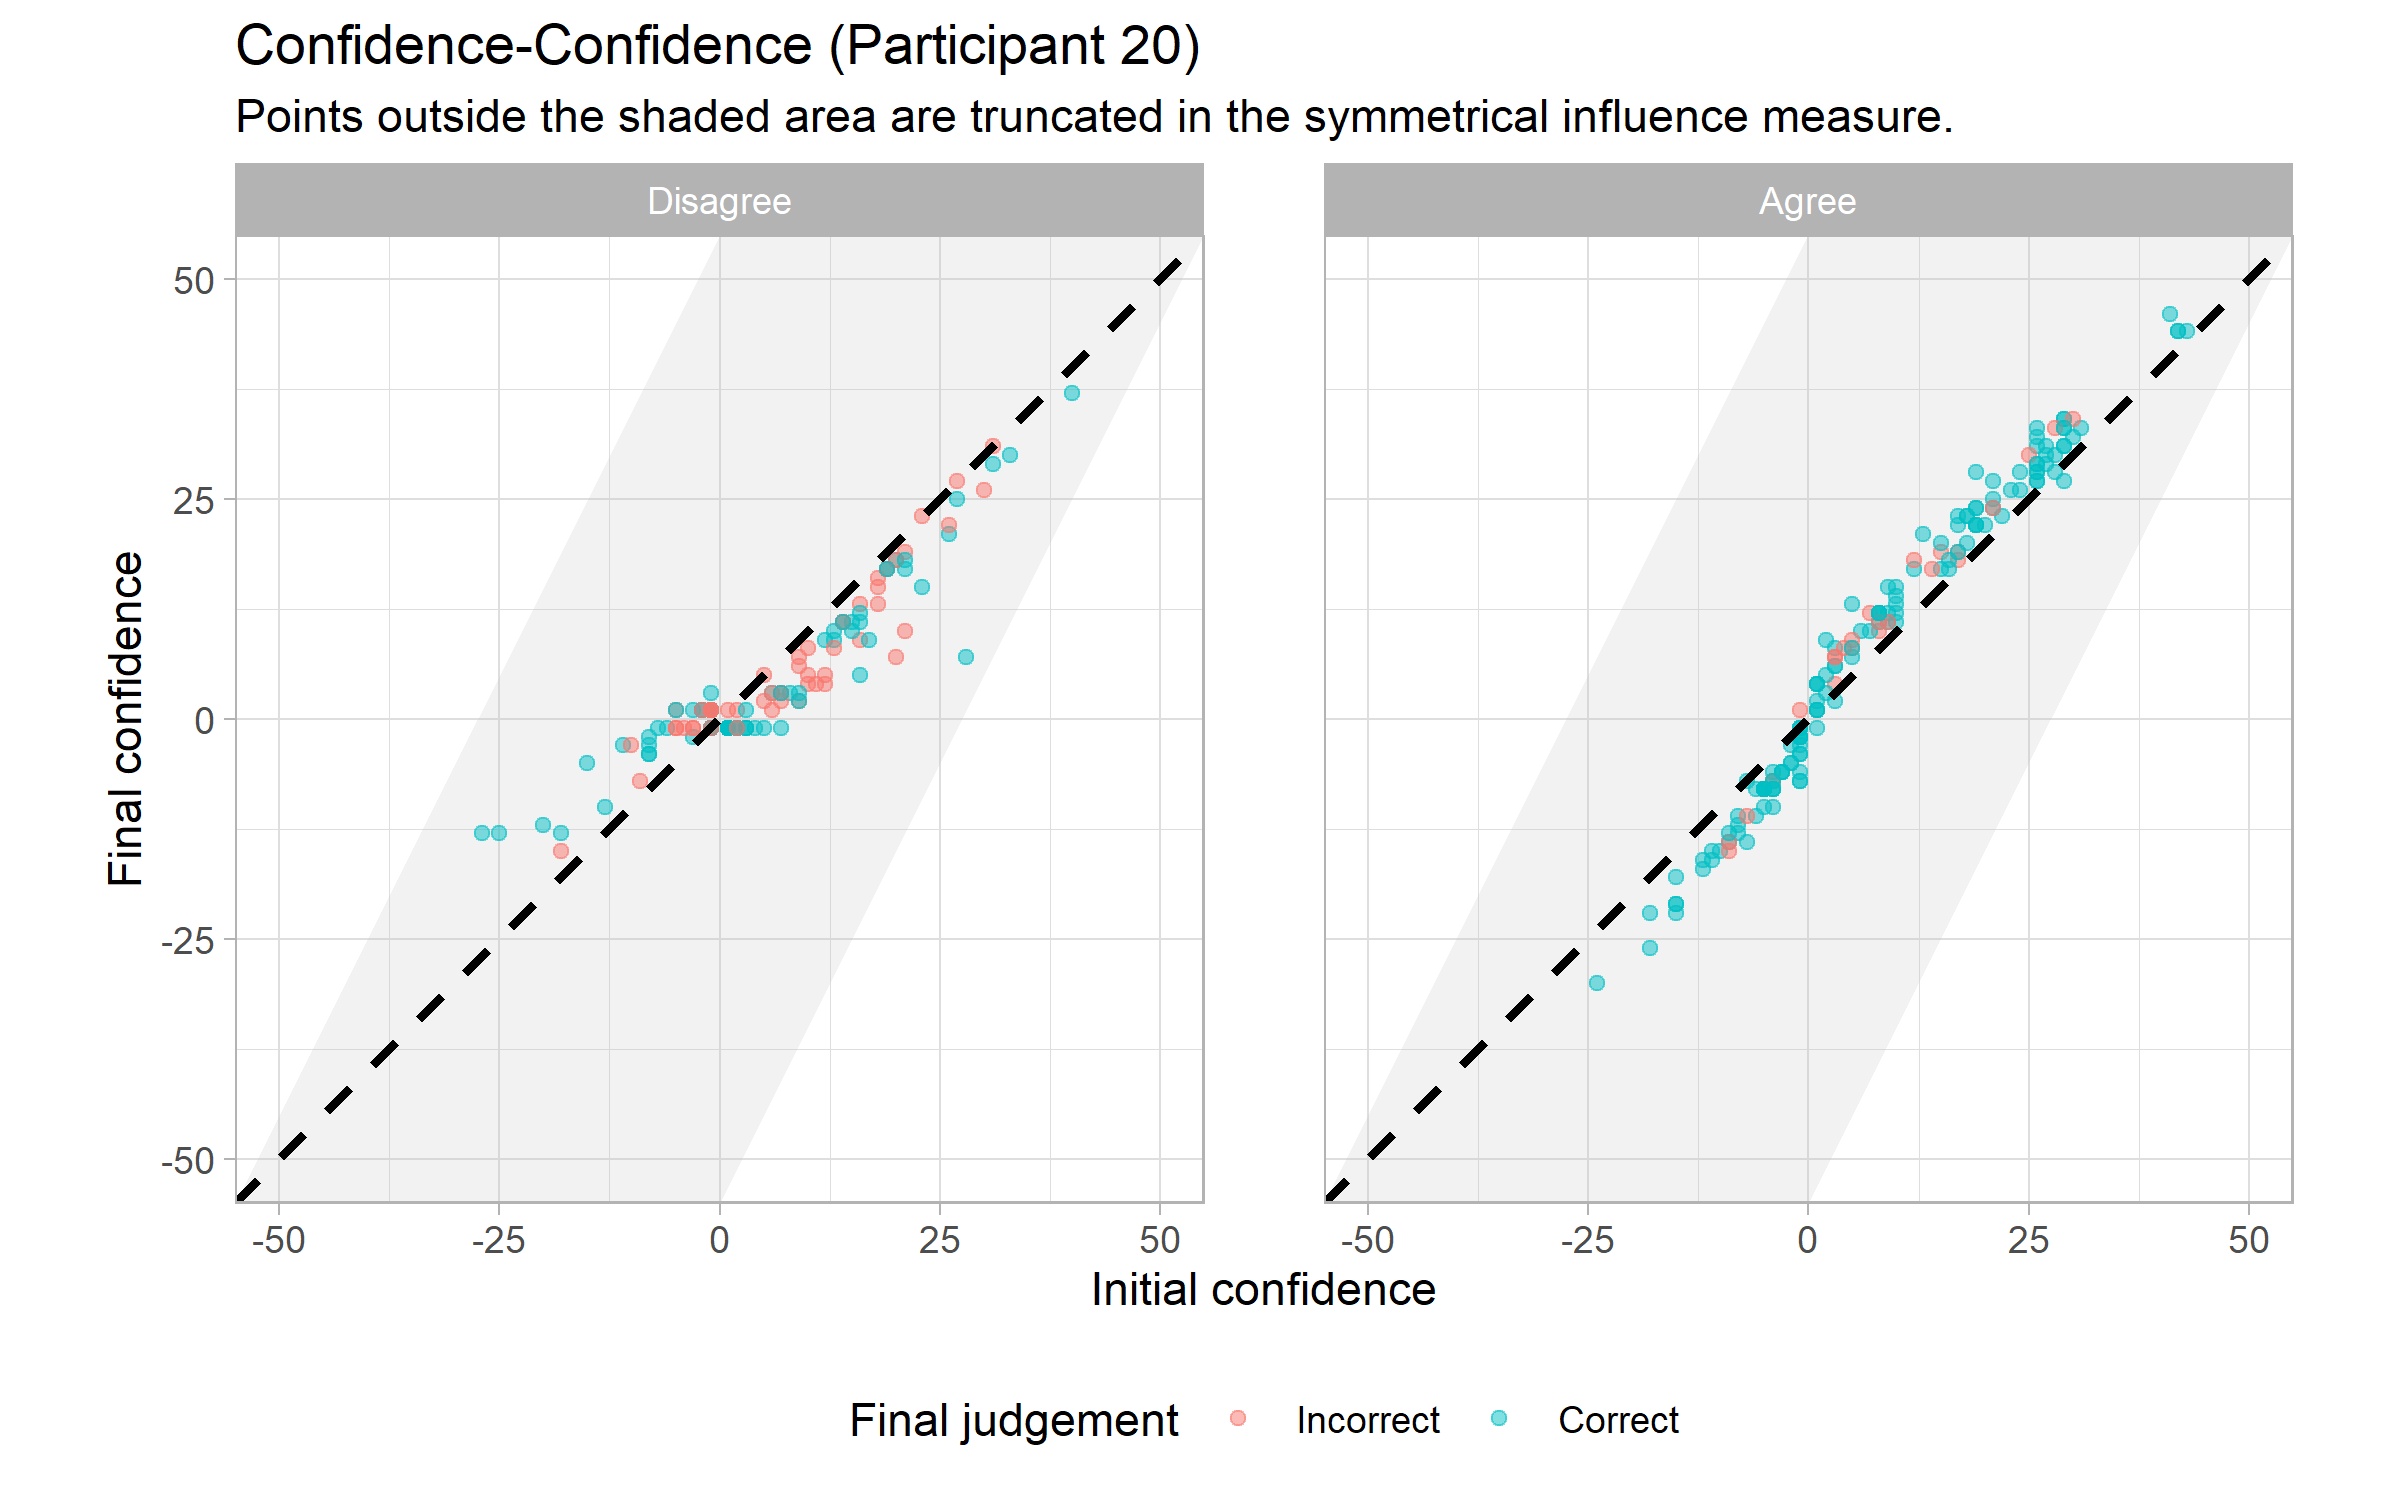 Confidence-Confidence (Participant 20)
Points outside the shaded area are truncated in the symmetrical influence measure.
Disagree
Agree
Final confidence
50
25
0
-25
-50
-50 -25 0 25 50
-50 -25 0 25 50
Initial confidence
Final judgement Incorrect Correct